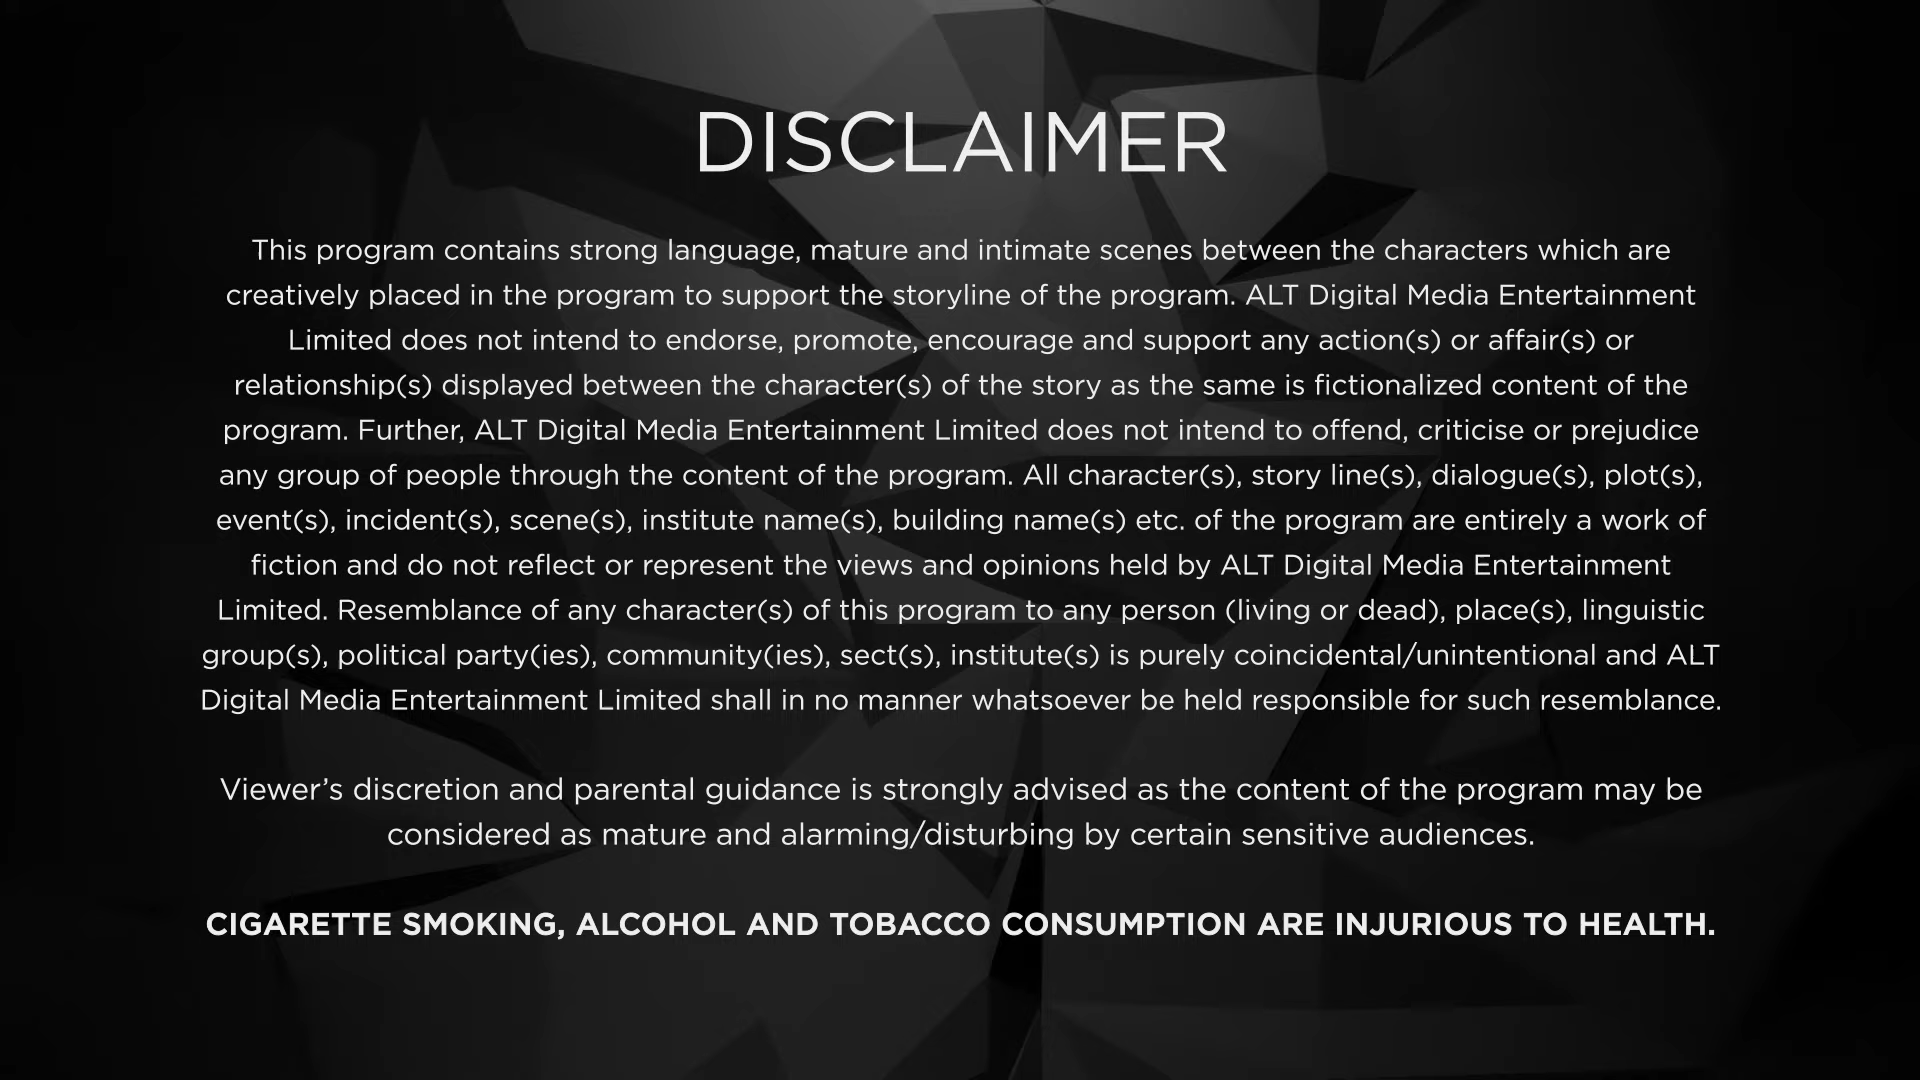 DISCLAIMER
This program contains strong language, mature and intimate scenes between the characters which are
creatively placed in the program to support the storyline of the program. ALT Digital Media Entertainment
Limited does not intend to endorse, promote, encourage and support any action(s) or affair(s) or
relationship(s) displayed between the character(s) of the story as the same is fictionalized content of the
program. Further, ALT Digital Media Entertainment Limited does not intend to offend, criticise or prejudice
any group of people through the content of the program. All character(s), story line(s), dialogue(s), plot(s),
event(s), incident(s), scene(s), institute name(s), building name(s) etc. of the program are entirely a work of
fiction and do not reflect or represent the views and opinions held by ALT Digital Media Entertainment
Limited. Resemblance of any character(s) of this program to any person (living or dead), place(s), linguistic
group(s), political party(ies), community(ies), sect(s), institute(s) is purely coincidental/unintentional and ALT
Digital Media Entertainment Limited shall in no manner whatsoever be held responsible for such resemblance.
Viewer’s discretion and parental guidance is strongly advised as the content of the program may be
considered as mature and alarming/disturbing by certain sensitive audiences.
CIGARETTE SMOKING, ALCOHOL AND TOBACCO CONSUMPTION ARE INJURIOUS TO HEALTH.